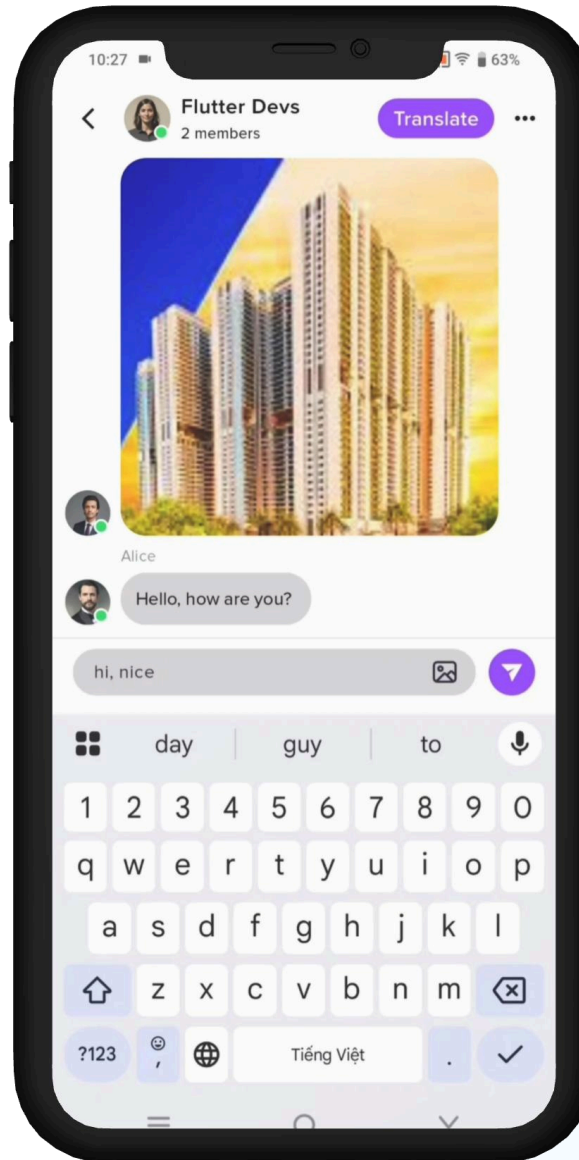 10:27
63%
Flutter Devs
2 members
Translate
Alice
Hello, how are you?
hi, nice
day guy to
1 2 3 4 5 6 7 8 9 0
q w e r t y u i o p
a s d f g h j k l
z x c v b n m
?123 , Tiếng Việt .